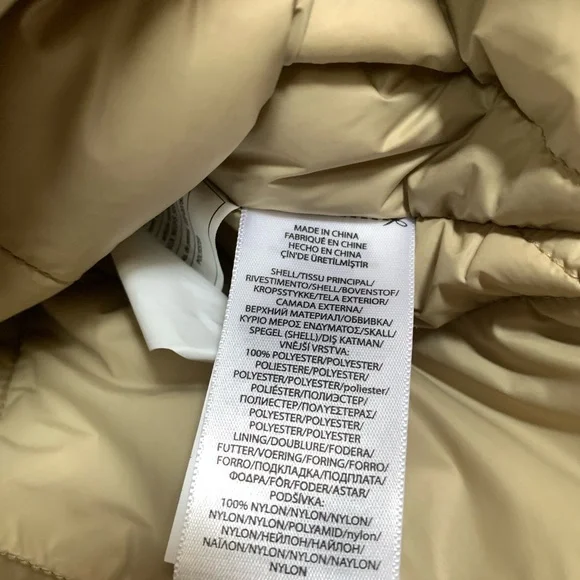 MADE IN CHINA
FABRIQUÉ EN CHINE
HECHO EN CHINA
ÇİN'DE ÜRETİLMİŞTİR
SHELL/TISSU PRINCIPAL/
RIVESTIMENTO/SHELL/BOVENSTOF/
KROPSSTYKKE/TELA EXTERIOR/
CAMADA EXTERNA/
ВЕРХНИЙ МАТЕРИАЛ/ОБВИВКА/
ΚΥΡΙΟ ΜΕΡΟΣ ΕΝΔΥΜΑΤΟΣ/SKALL/
SPEGEL (SHELL)/DIŞ KATMAN/
VNĚJŠÍ VRSTVA:
100% POLYESTER/POLYESTER/
POLIESTERE/POLYESTER/
POLYESTER/POLYESTER/poliester/
POLIÉSTER/ПОЛИЭСТЕР/
ПОЛИЕСТЕР/ΠΟΛΥΕΣΤΕΡΑΣ/
POLYESTER/POLYESTER/
POLYESTER/POLYESTER
LINING/DOUBLURE/FODERA/
FUTTER/VOERING/FORING/FORRO/
FORRO/ПОДКЛАДКА/ПОДПЛАТА/
ΦΟΔΡΑ/FÓR/FODER/ASTAR/
PODŠÍVKA:
100% NYLON/NYLON/NYLON/
NYLON/NYLON/POLYAMID/nylon/
NYLON/НЕЙЛОН/НАЙЛОН/
ΝΑΪΛΟΝ/NYLON/NYLON/NAYLON/
NYLON